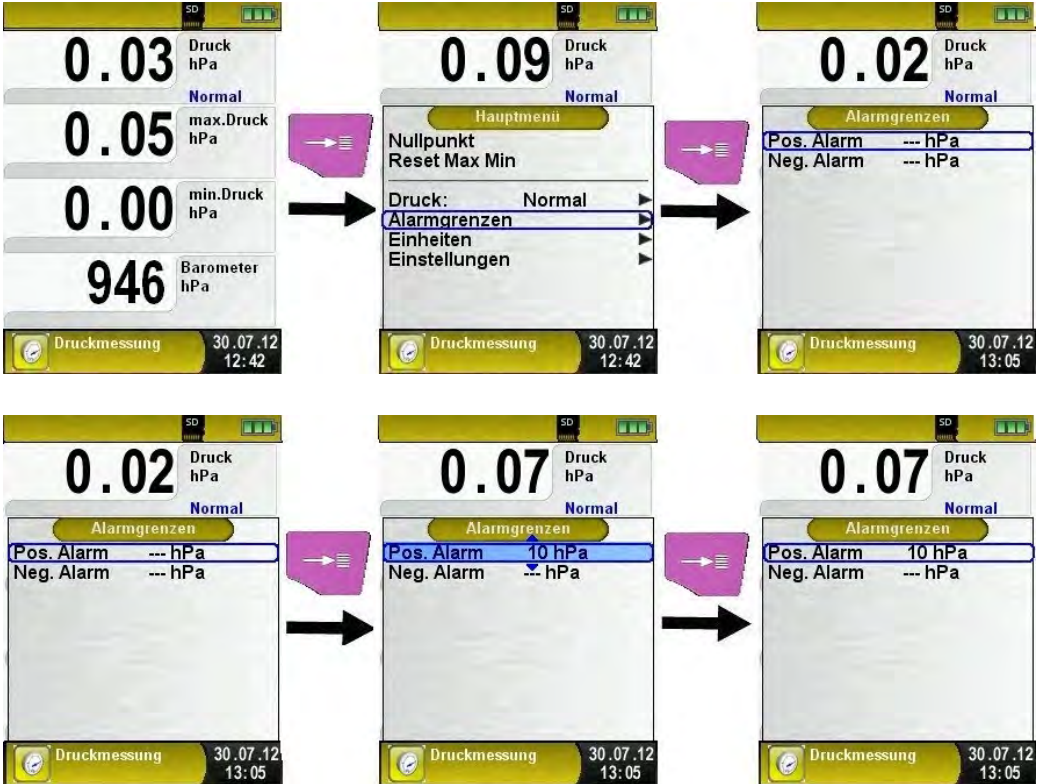 SD
0.03 Druck
hPa
Normal
0.05 max.Druck
hPa
0.00 min.Druck
hPa
946 Barometer
hPa
Druckmessung 30.07.12
12:42
SD
0.09 Druck
hPa
Normal
Hauptmenü
Nullpunkt
Reset Max Min
Druck: Normal
Alarmgrenzen
Einheiten
Einstellungen
Druckmessung 30.07.12
12:42
SD
0.02 Druck
hPa
Normal
Alarmgrenzen
Pos. Alarm --- hPa
Neg. Alarm --- hPa
Druckmessung 30.07.12
13:05
SD
0.02 Druck
hPa
Normal
Alarmgrenzen
Pos. Alarm --- hPa
Neg. Alarm --- hPa
Druckmessung 30.07.12
13:05
SD
0.07 Druck
hPa
Normal
Alarmgrenzen
Pos. Alarm 10 hPa
Neg. Alarm --- hPa
Druckmessung 30.07.12
13:05
SD
0.07 Druck
hPa
Normal
Alarmgrenzen
Pos. Alarm 10 hPa
Neg. Alarm --- hPa
Druckmessung 30.07.12
13:05